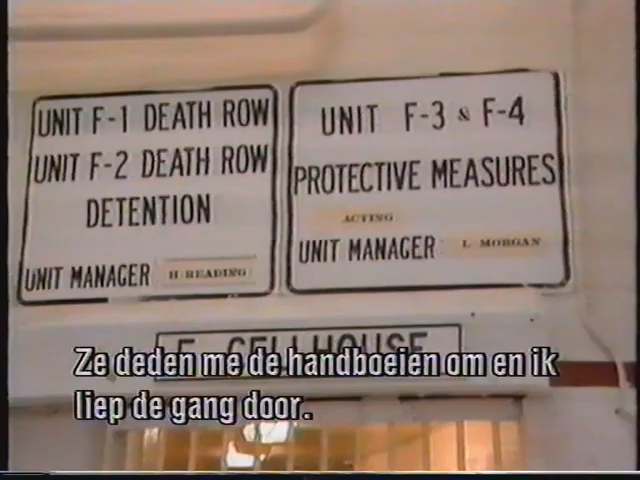 UNIT F-1 DEATH ROW
UNIT F-2 DEATH ROW
DETENTION
UNIT MANAGER H·READING
UNIT F-3 & F-4
PROTECTIVE MEASURES
ACTING
UNIT MANAGER L MORGAN
F CELLHOUSE
Ze deden me de handboeien om en ik
liep de gang door.